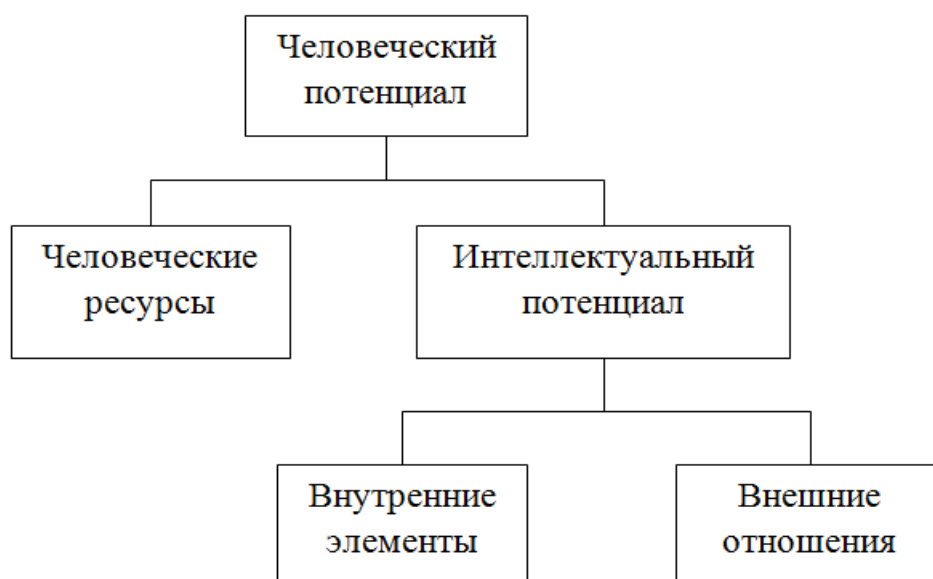 Человеческий
потенциал
Человеческие
ресурсы
Интеллектуальный
потенциал
Внутренние
элементы
Внешние
отношения